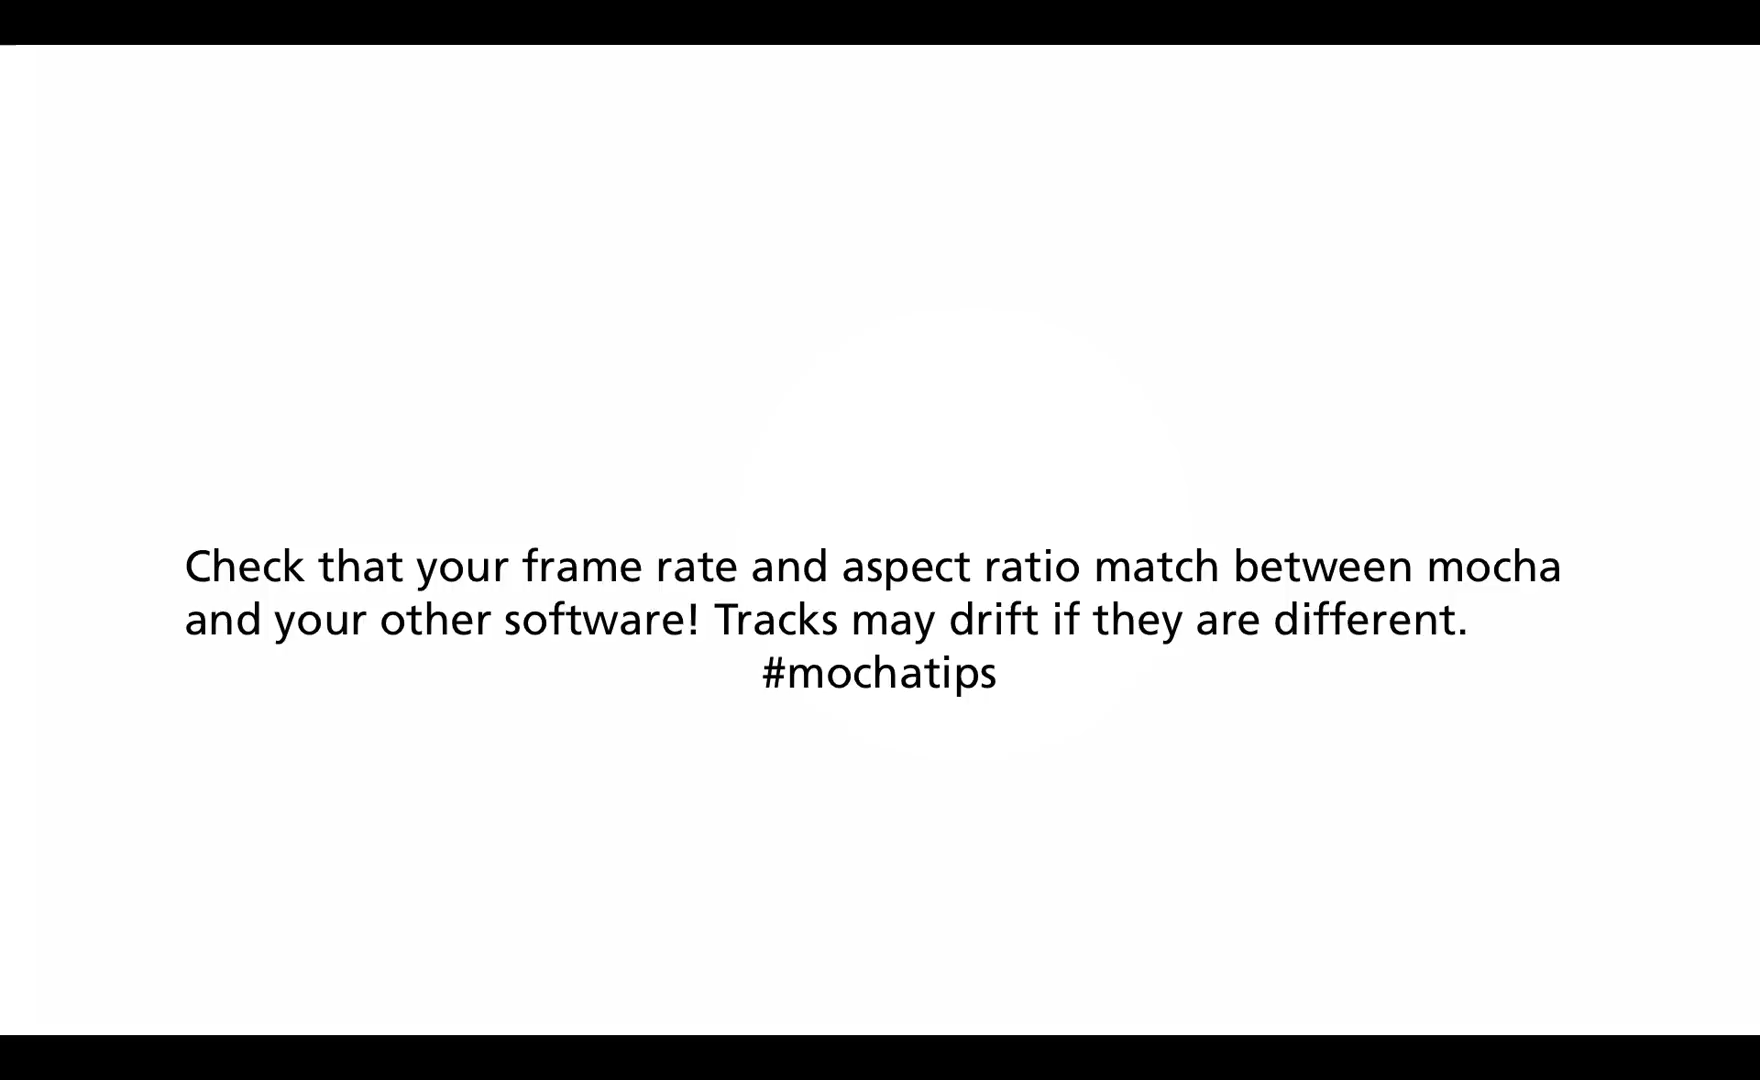 Check that your frame rate and aspect ratio match between mocha
and your other software! Tracks may drift if they are different.
#mochatips